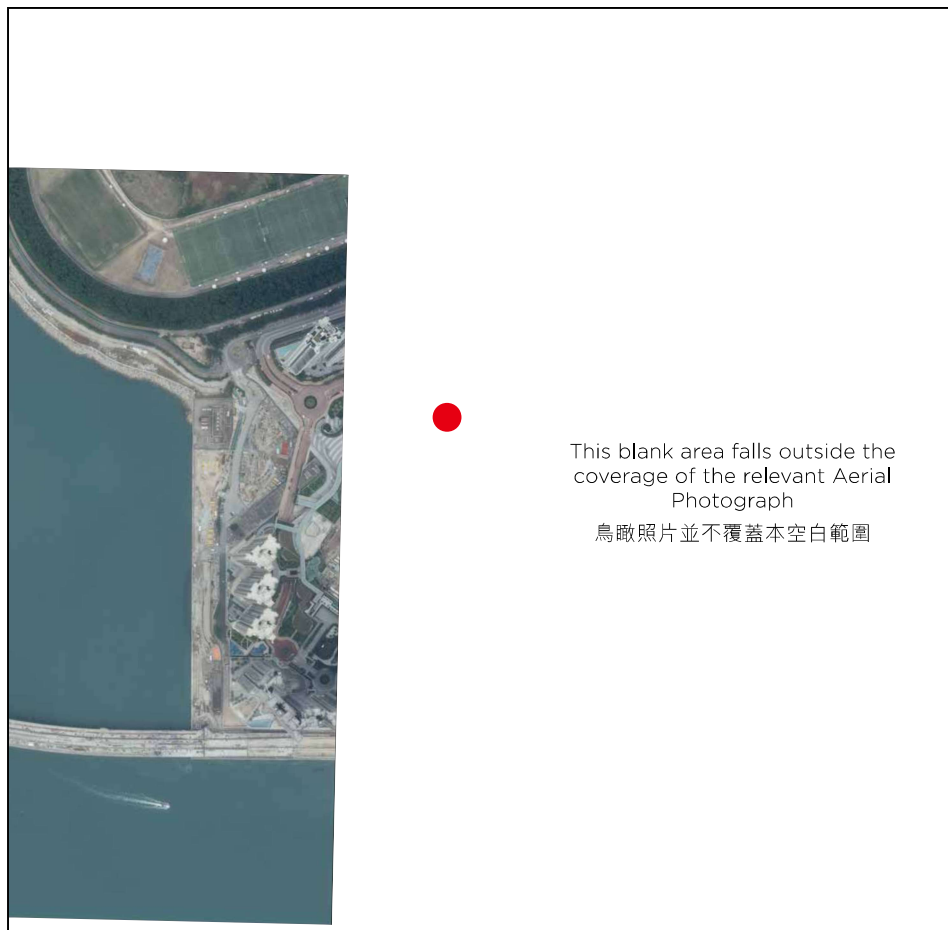 This blank area falls outside the
coverage of the relevant Aerial
Photograph
鳥瞰照片並不覆蓋本空白範圍